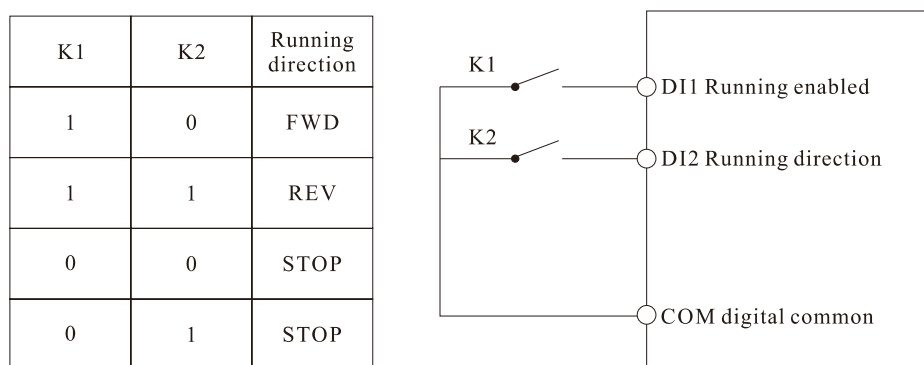 K1 K2 Running direction
1 0 FWD
1 1 REV
0 0 STOP
0 1 STOP
K1
DI1 Running enabled
K2
DI2 Running direction
COM digital common